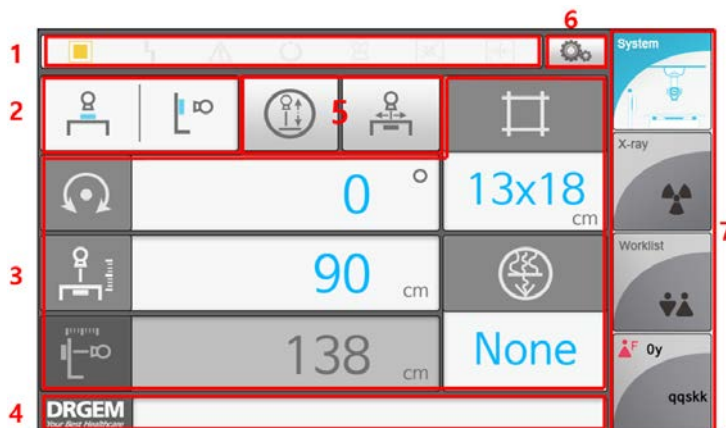 6
1
System
2
5
X-ray
0 °
13x18
cm
7
Worklist
3
90 cm
138 cm
None
F 0y
qqskk
4
DRGEM
Your Best Healthcare